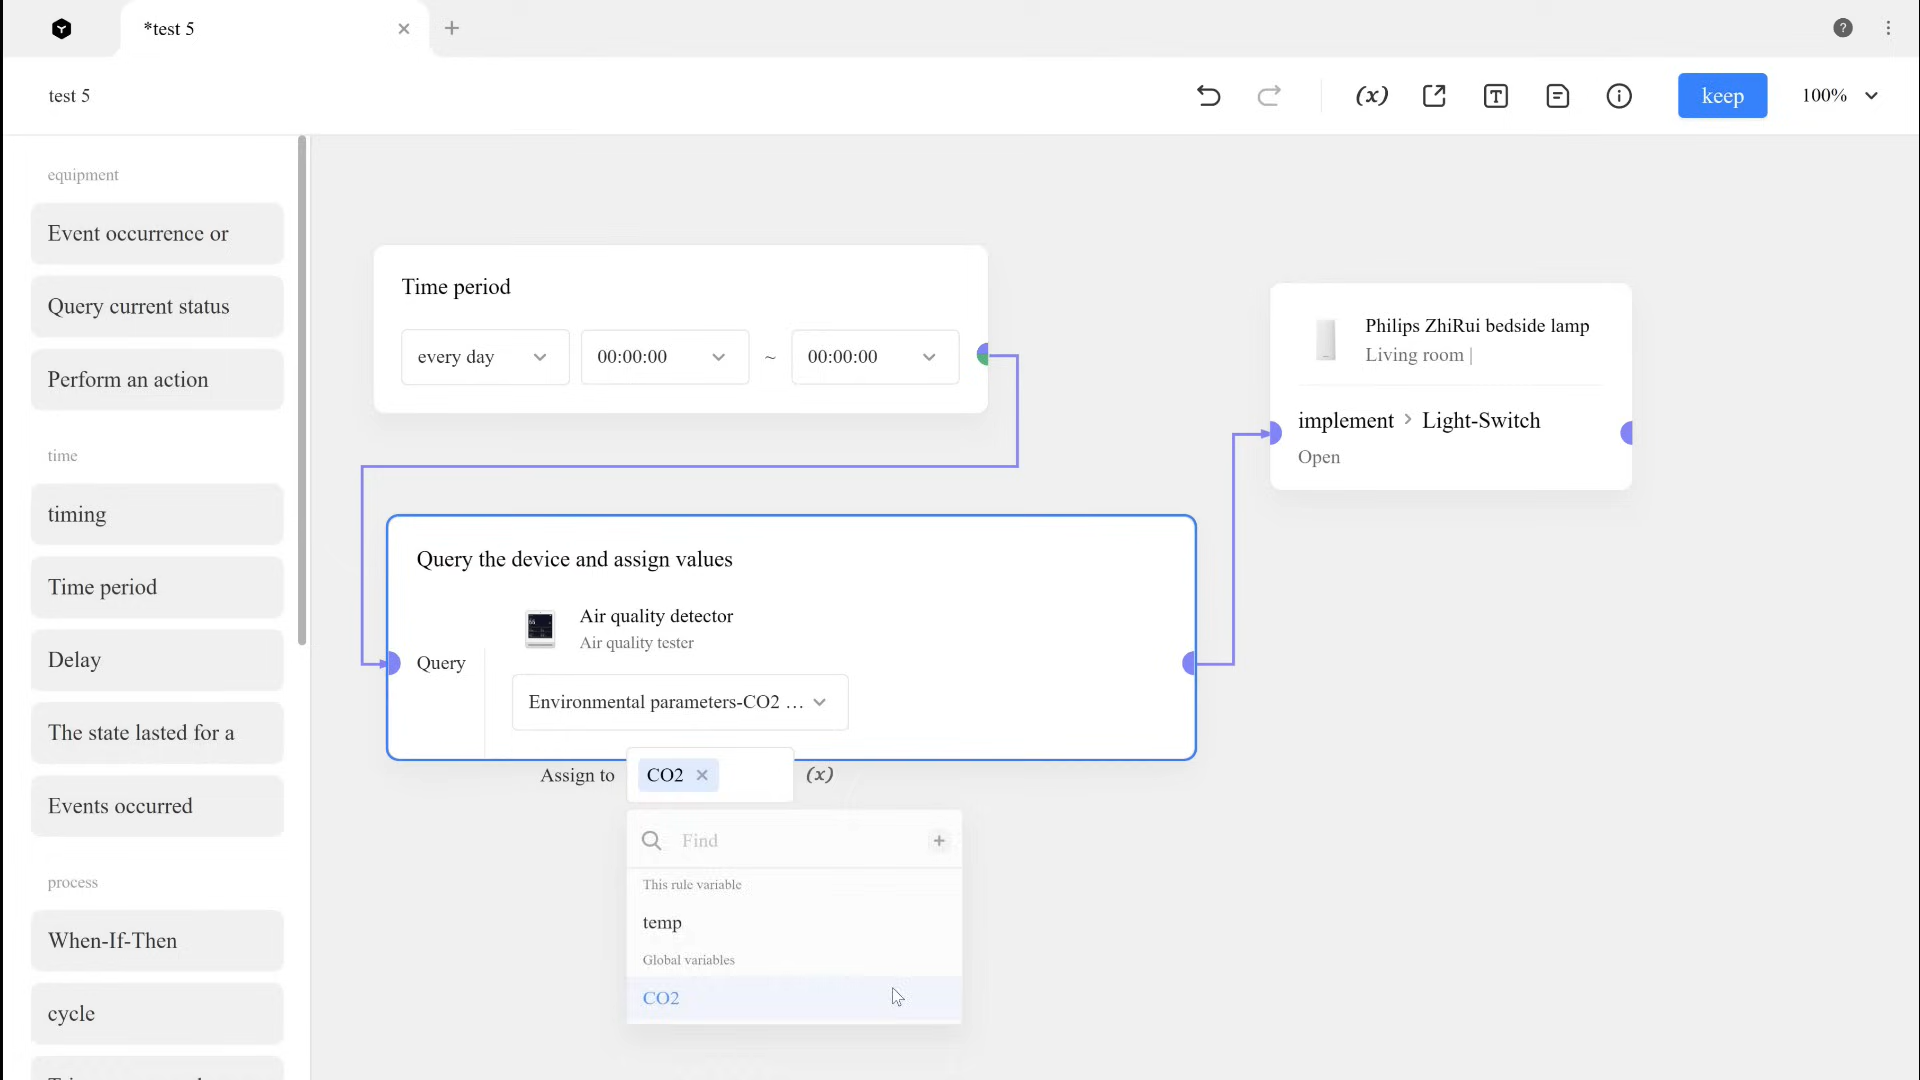 *test 5
test 5
(x)
keep
100%
equipment
Event occurrence or
Query current status
Perform an action
time
timing
Time period
Delay
The state lasted for a
Events occurred
process
When-If-Then
cycle
Time period
every day
00:00:00
~
00:00:00
Philips ZhiRui bedside lamp
Living room |
implement > Light-Switch
Open
Query the device and assign values
Air quality detector
Air quality tester
Query
Environmental parameters-CO2 ...
Assign to
CO2
(x)
Find
This rule variable
temp
Global variables
CO2